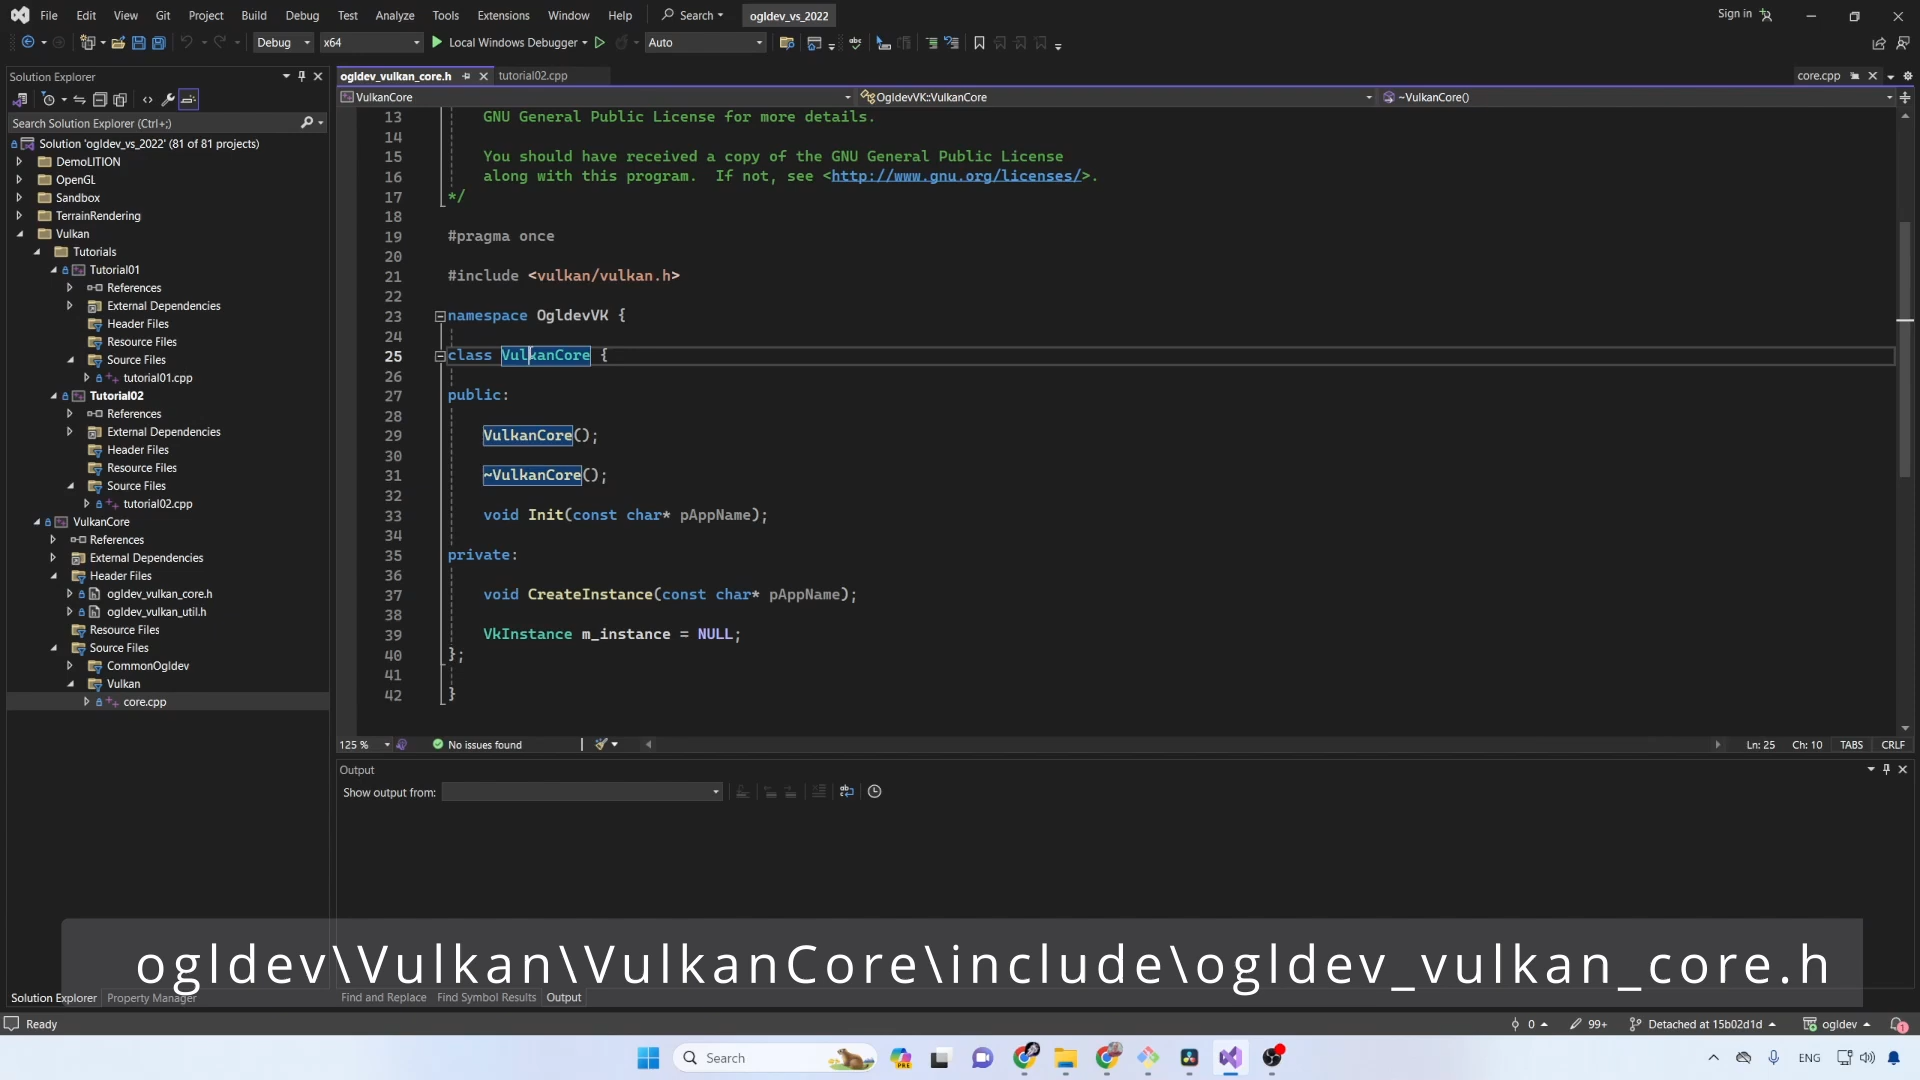 File Edit View Git Project Build Debug Test Analyze Tools Extensions Window Help Search ogldev_vs_2022 Sign in
Debug x64 Local Windows Debugger Auto
Solution Explorer
Search Solution Explorer (Ctrl+;)
Solution 'ogldev_vs_2022' (81 of 81 projects)
DemoLITION
OpenGL
Sandbox
TerrainRendering
Vulkan
Tutorials
Tutorial01
References
External Dependencies
Header Files
Resource Files
Source Files
tutorial01.cpp
Tutorial02
References
External Dependencies
Header Files
Resource Files
Source Files
tutorial02.cpp
VulkanCore
References
External Dependencies
Header Files
ogldev_vulkan_core.h
ogldev_vulkan_util.h
Resource Files
Source Files
CommonOgldev
Vulkan
core.cpp
Solution Explorer Property Manager
ogldev_vulkan_core.h tutorial02.cpp core.cpp
VulkanCore OgldevVK::VulkanCore ~VulkanCore()
13 GNU General Public License for more details.
14
15 You should have received a copy of the GNU General Public License
16 along with this program.  If not, see <http://www.gnu.org/licenses/>.
17 */
18
19 #pragma once
20
21 #include <vulkan/vulkan.h>
22
23 namespace OgldevVK {
24
25 class VulkanCore {
26
27 public:
28
29 VulkanCore();
30
31 ~VulkanCore();
32
33 void Init(const char* pAppName);
34
35 private:
36
37 void CreateInstance(const char* pAppName);
38
39 VkInstance m_instance = NULL;
40 };
41
42 }
125 % No issues found Ln: 25 Ch: 10 TABS CRLF
Output
Show output from:
ogldev\Vulkan\VulkanCore\include\ogldev_vulkan_core.h
Find and Replace Find Symbol Results Output
Ready 0 99+ Detached at 15b02d1d ogldev 1
Search PRE ENG